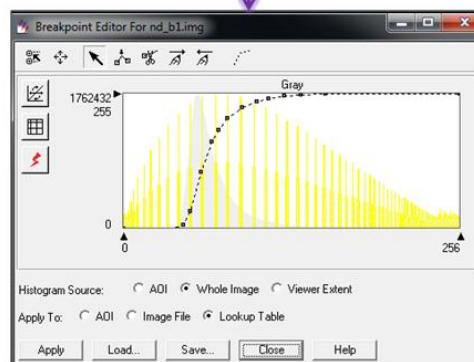 Breakpoint Editor For nd_b1.img
Gray
1762432
255
0
0 256
Histogram Source: AOI Whole Image Viewer Extent
Apply To: AOI Image File Lookup Table
Apply Load... Save... Close Help